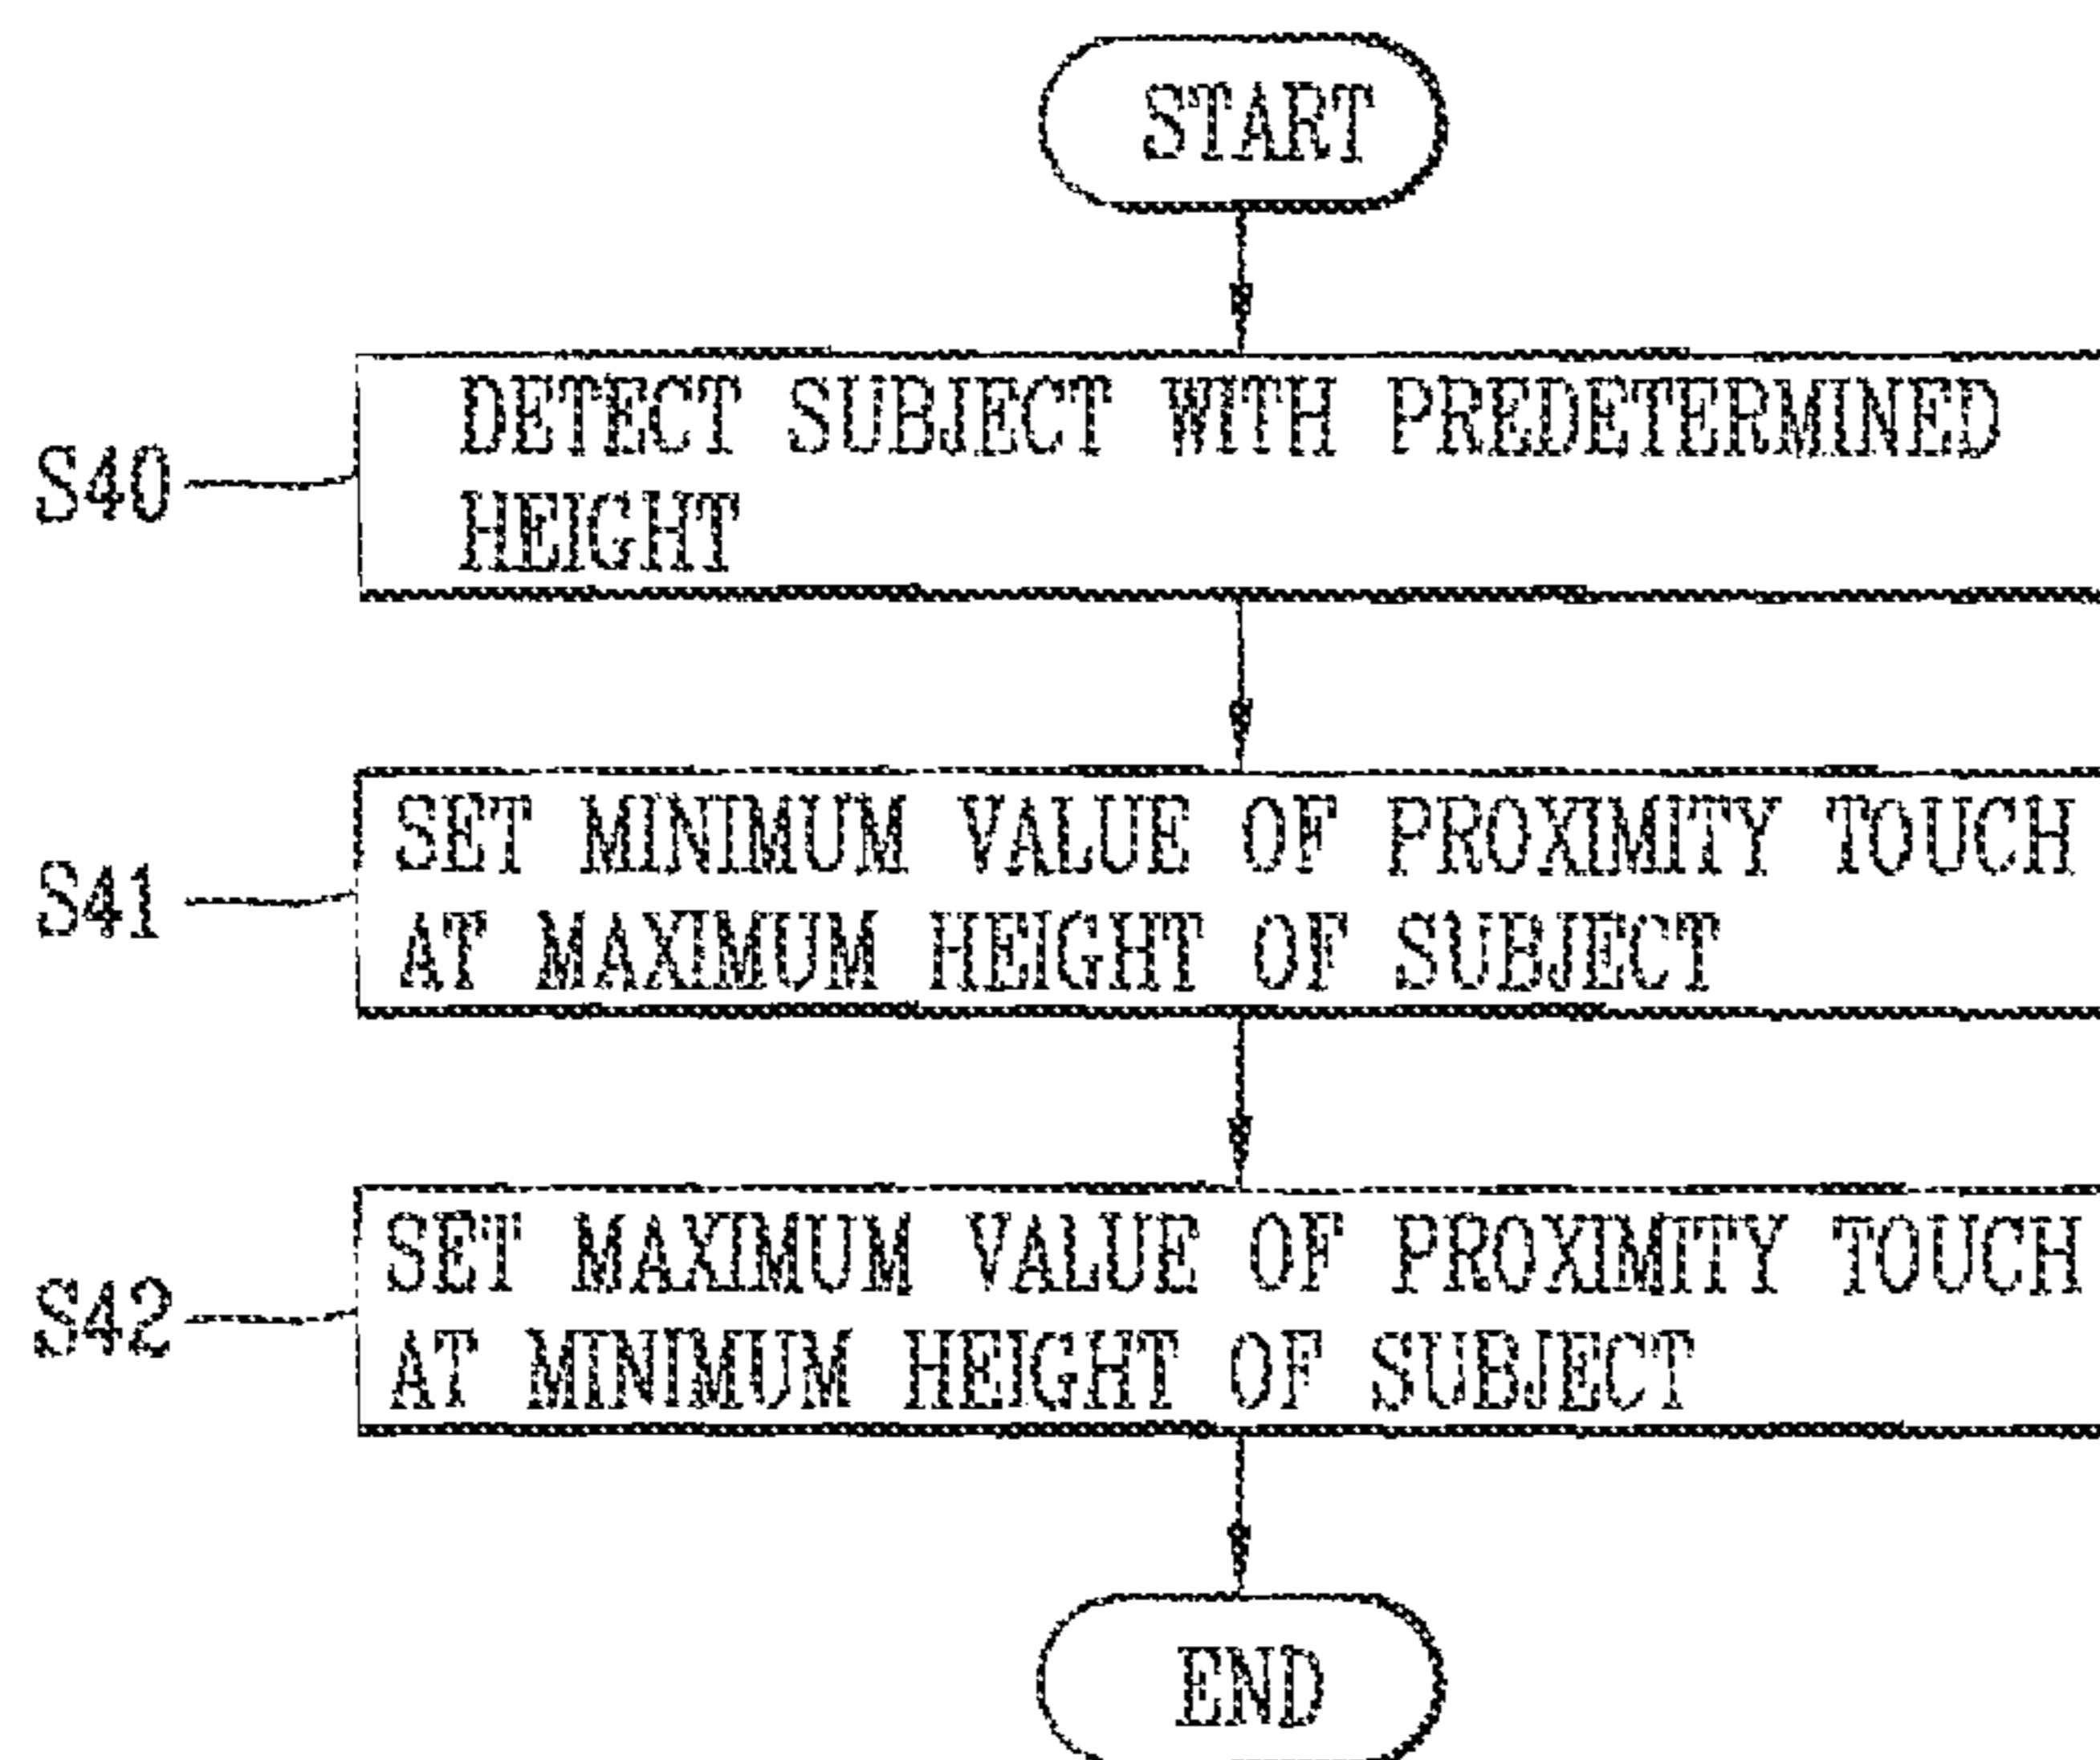 START
S40
DETECT SUBJECT WITH PREDETERMINED
HEIGHT
S41
SET MINIMUM VALUE OF PROXIMITY TOUCH
AT MAXIMUM HEIGHT OF SUBJECT
S42
SET MAXIMUM VALUE OF PROXIMITY TOUCH
AT MINIMUM HEIGHT OF SUBJECT
END